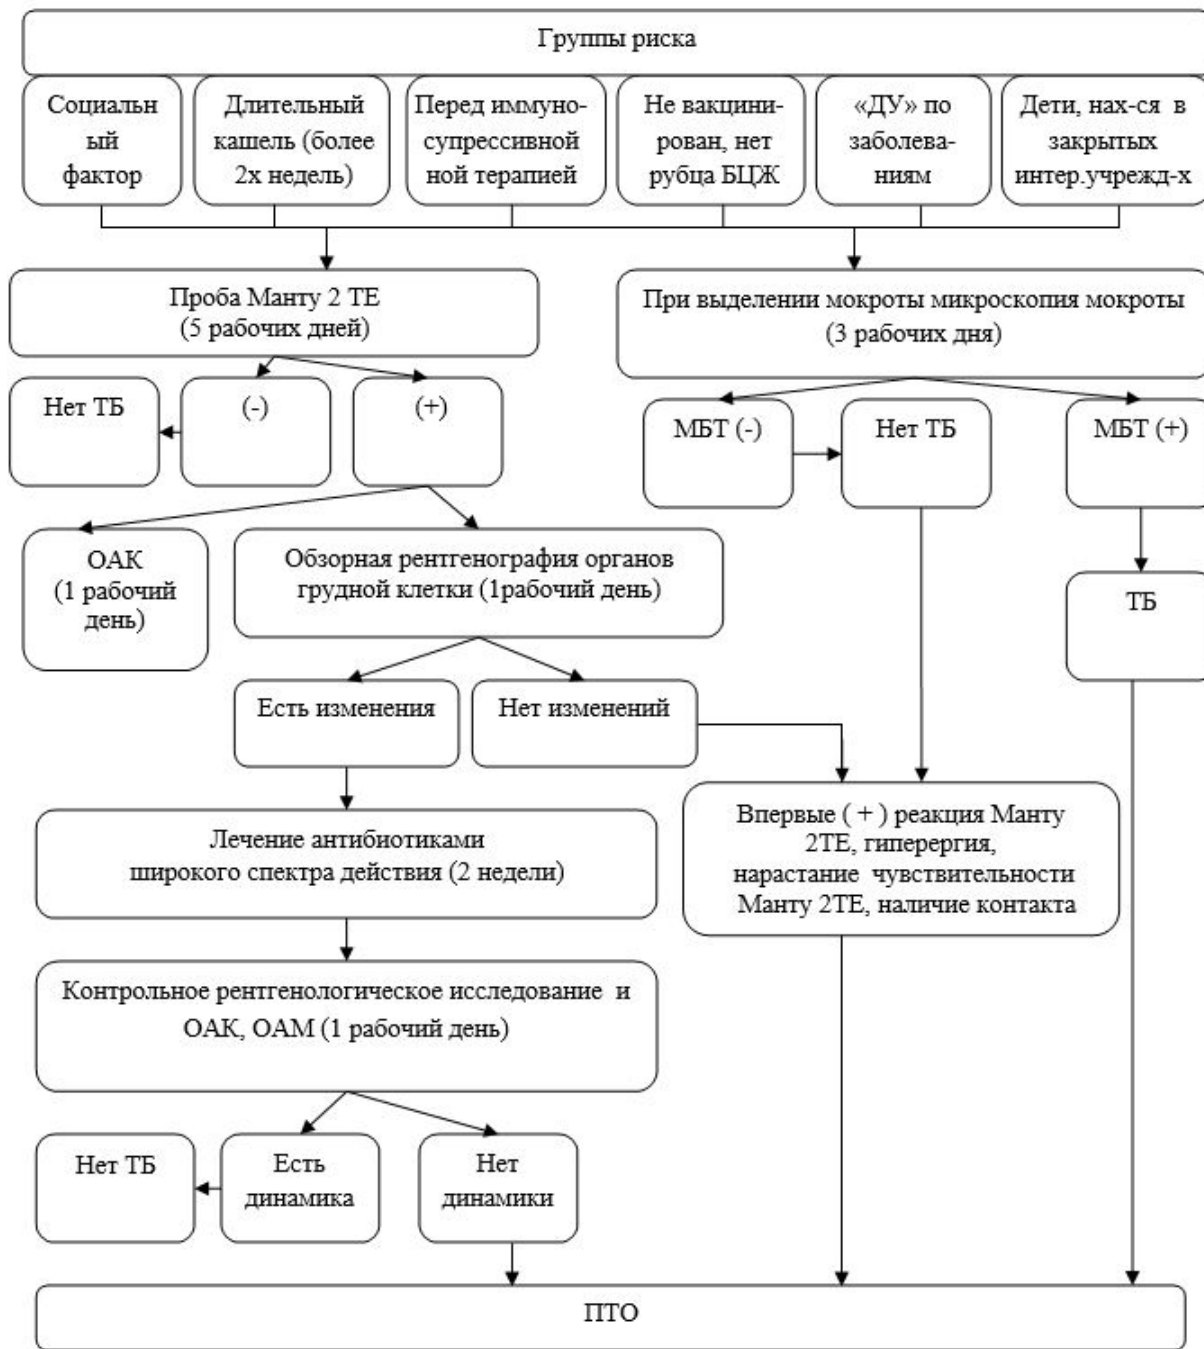 Группы риска
Социальн
ый
фактор
Длительный
кашель (более
2х недель)
Перед иммуно-
супрессивной
ной терапией
Не вакцини-
рован, нет
рубца БЦЖ
«ДУ» по
заболева-
ниям
Дети, нах-ся в
закрытых
интер.учрежд-х
Проба Манту 2 ТЕ
(5 рабочих дней)
При выделении мокроты микроскопия мокроты
(3 рабочих дня)
Нет ТБ
(-)
(+)
МБТ (-)
Нет ТБ
МБТ (+)
ОАК
(1 рабочий
день)
Обзорная рентгенография органов
грудной клетки (1рабочий день)
ТБ
Есть изменения
Нет изменений
Лечение антибиотиками
широкого спектра действия (2 недели)
Впервые ( + ) реакция Манту
2ТЕ, гиперергия,
нарастание чувствительности
Манту 2ТЕ, наличие контакта
Контрольное рентгенологическое исследование и
ОАК, ОАМ (1 рабочий день)
Нет ТБ
Есть
динамика
Нет
динамики
ПТО